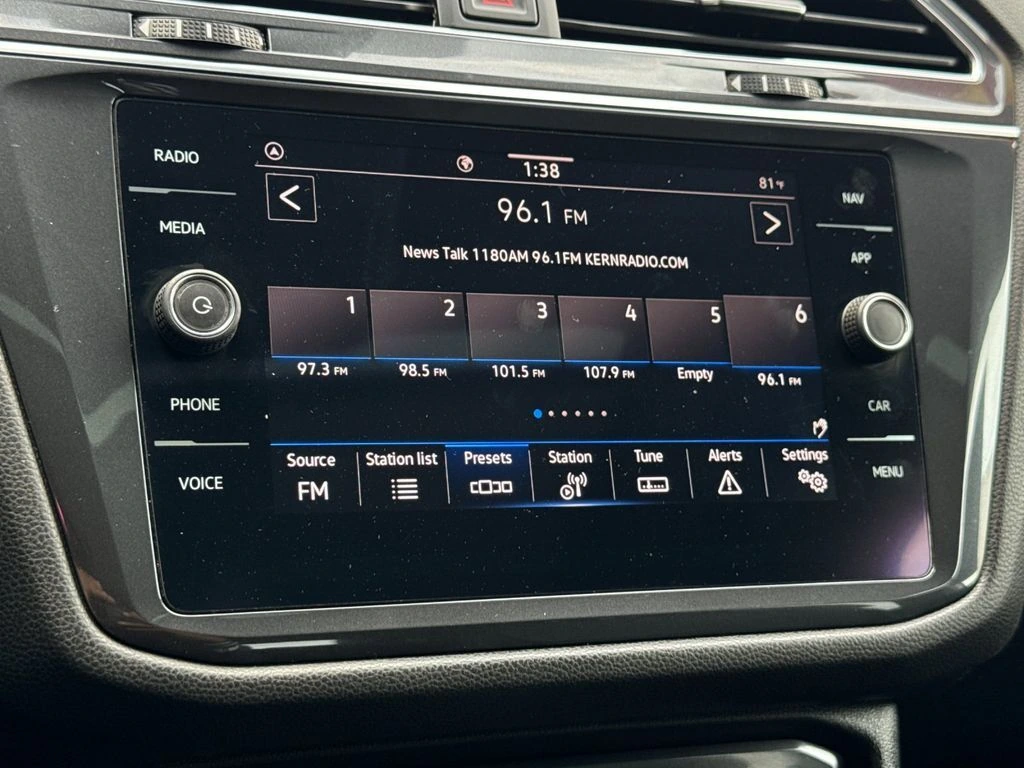 RADIO
MEDIA
PHONE
VOICE
1:38
81°F
96.1 FM
News Talk 1180AM 96.1FM KERNRADIO.COM
1 2 3 4 5 6
97.3 FM 98.5 FM 101.5 FM 107.9 FM Empty 96.1 FM
Source Station list Presets Station Tune Alerts Settings
FM
NAV
APP
CAR
MENU